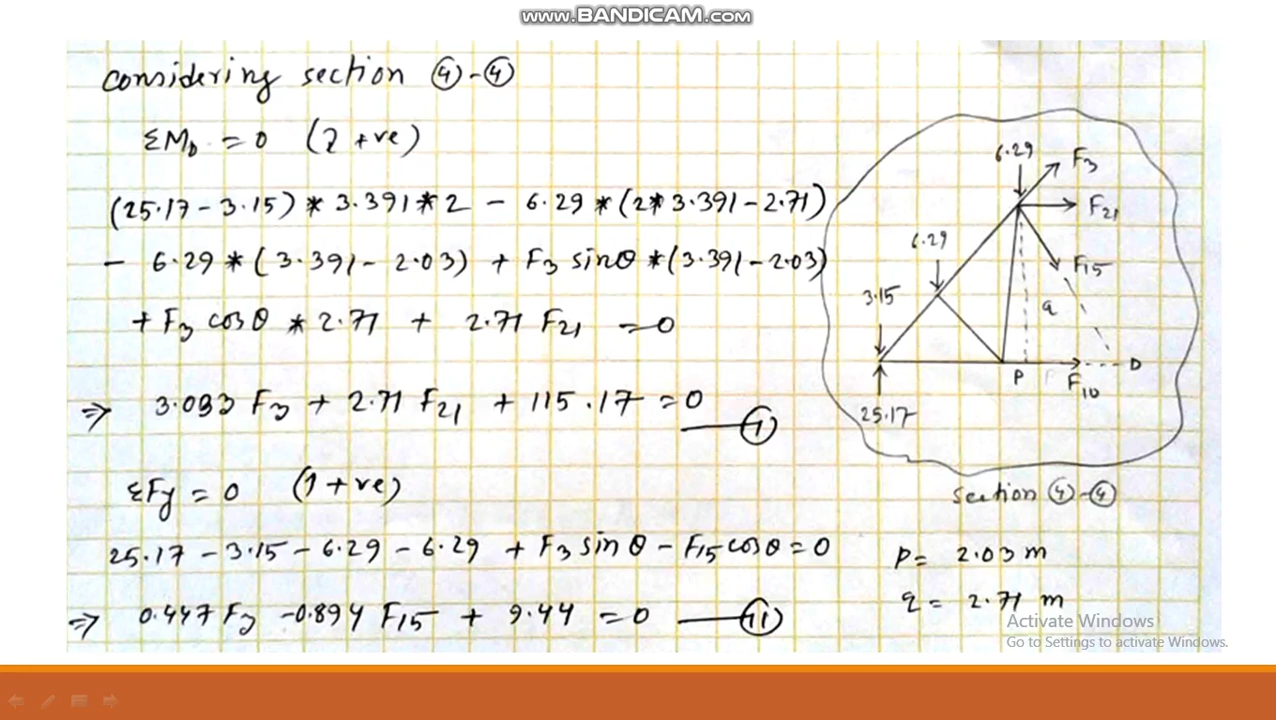 www.BANDICAM.com
considering section ④-④
ΣM_D = 0 (↻ +ve)
(25.17 - 3.15) * 3.391 * 2 - 6.29 * (2*3.391 - 2.71)
- 6.29 * (3.391 - 2.03) + F3 sinθ * (3.391 - 2.03)
+ F3 cosθ * 2.71 + 2.71 F21 = 0
⇒ 3.033 F3 + 2.71 F21 + 115.17 = 0 ——(i)
ΣFy = 0 (↑ +ve)
25.17 - 3.15 - 6.29 - 6.29 + F3 sinθ - F15 cosθ = 0
⇒ 0.447 F3 - 0.894 F15 + 9.44 = 0 ——(ii)
6.29
F3
F21
6.29
F15
3.15
q
P
F10
D
25.17
section ④-④
P = 2.03 m
q = 2.71 m
Activate Windows
Go to Settings to activate Windows.